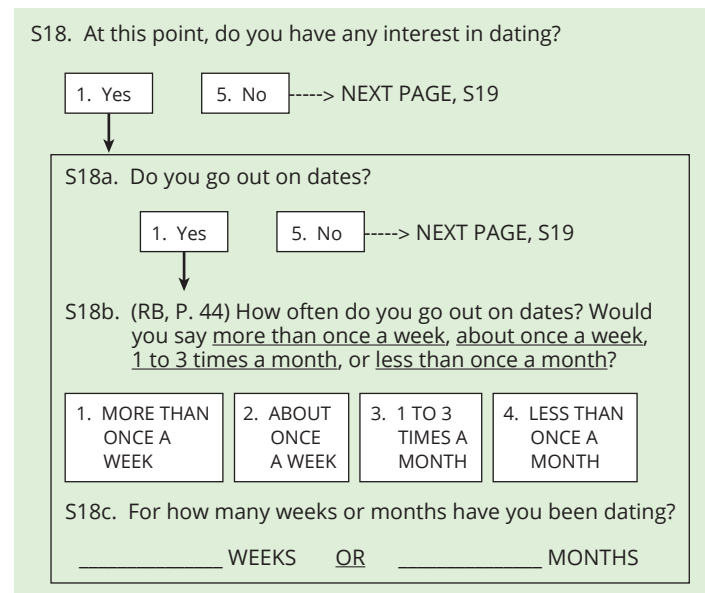 S18. At this point, do you have any interest in dating?
1. Yes 5. No -----> NEXT PAGE, S19
S18a. Do you go out on dates?
1. Yes 5. No -----> NEXT PAGE, S19
S18b. (RB, P. 44) How often do you go out on dates? Would
you say more than once a week, about once a week,
1 to 3 times a month, or less than once a month?
1. MORE THAN 2. ABOUT 3. 1 TO 3 4. LESS THAN
ONCE A ONCE TIMES A ONCE A
WEEK A WEEK MONTH MONTH
S18c. For how many weeks or months have you been dating?
_______________ WEEKS OR _______________ MONTHS